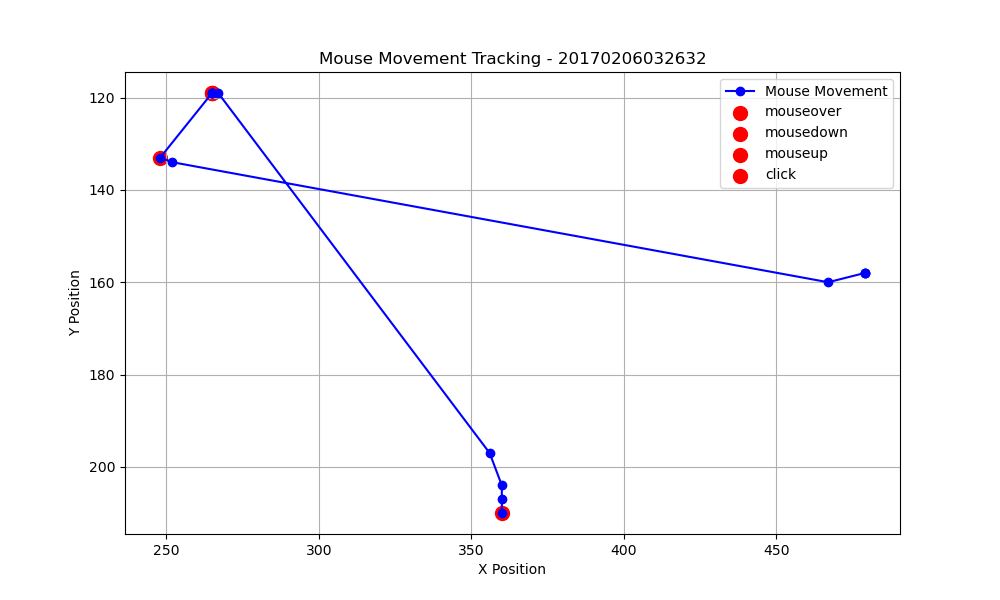 Mouse Movement Tracking - 20170206032632
Mouse Movement
mouseover
mousedown
mouseup
click
120
140
160
180
200
Y Position
250
300
350
400
450
X Position